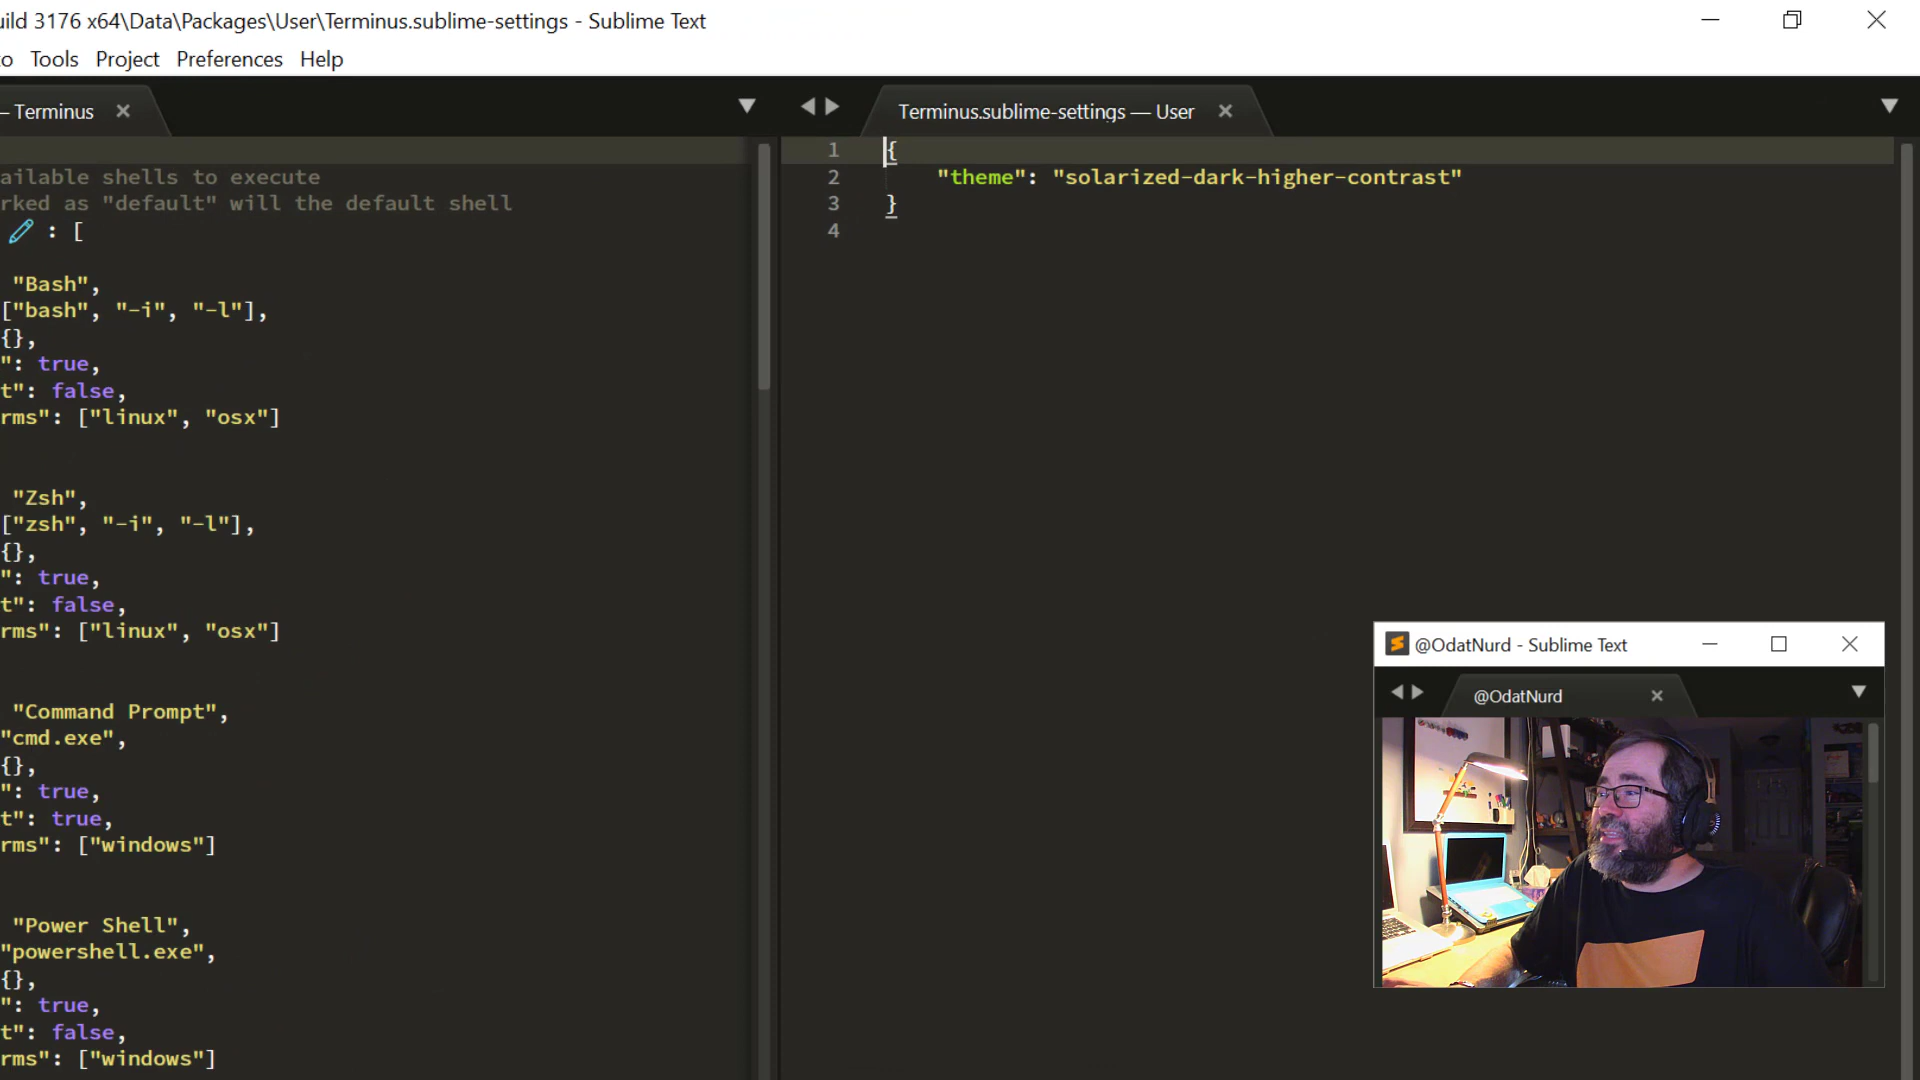 uild 3176 x64\Data\Packages\User\Terminus.sublime-settings - Sublime Text
to Tools Project Preferences Help
— Terminus
Terminus.sublime-settings — User
1 {
ailable shells to execute
2 "theme": "solarized-dark-higher-contrast"
rked as "default" will the default shell
3 }
: [
4
"Bash",
["bash", "-i", "-l"],
{},
": true,
t": false,
rms": ["linux", "osx"]
"Zsh",
["zsh", "-i", "-l"],
{},
": true,
t": false,
rms": ["linux", "osx"]
"Command Prompt",
"cmd.exe",
{},
": true,
t": true,
rms": ["windows"]
"Power Shell",
"powershell.exe",
{},
": true,
t": false,
rms": ["windows"]
@OdatNurd - Sublime Text
@OdatNurd